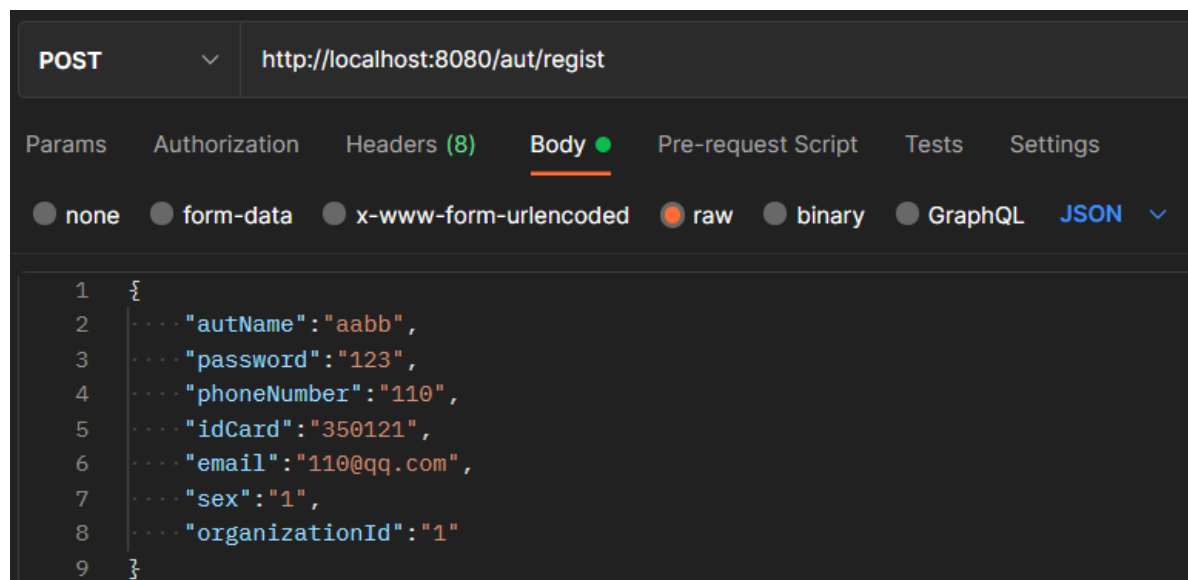 POST http://localhost:8080/aut/regist
Params Authorization Headers (8) Body Pre-request Script Tests Settings
none form-data x-www-form-urlencoded raw binary GraphQL JSON
1 {
2 ····"autName":"aabb",
3 ····"password":"123",
4 ····"phoneNumber":"110",
5 ····"idCard":"350121",
6 ····"email":"110@qq.com",
7 ····"sex":"1",
8 ····"organizationId":"1"
9 }